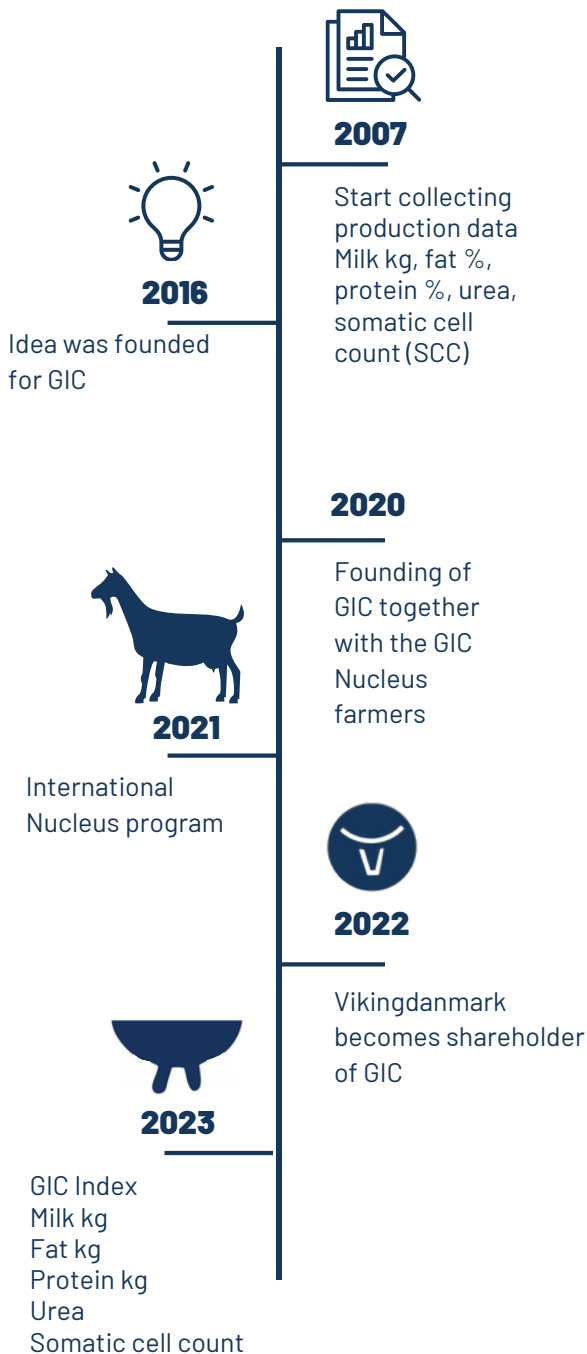 2007
Start collecting
production data
Milk kg, fat %,
protein %, urea,
somatic cell
count (SCC)
2016
Idea was founded
for GIC
2020
Founding of
GIC together
with the GIC
Nucleus
farmers
2021
International
Nucleus program
2022
Vikingdanmark
becomes shareholder
of GIC
2023
GIC Index
Milk kg
Fat kg
Protein kg
Urea
Somatic cell count